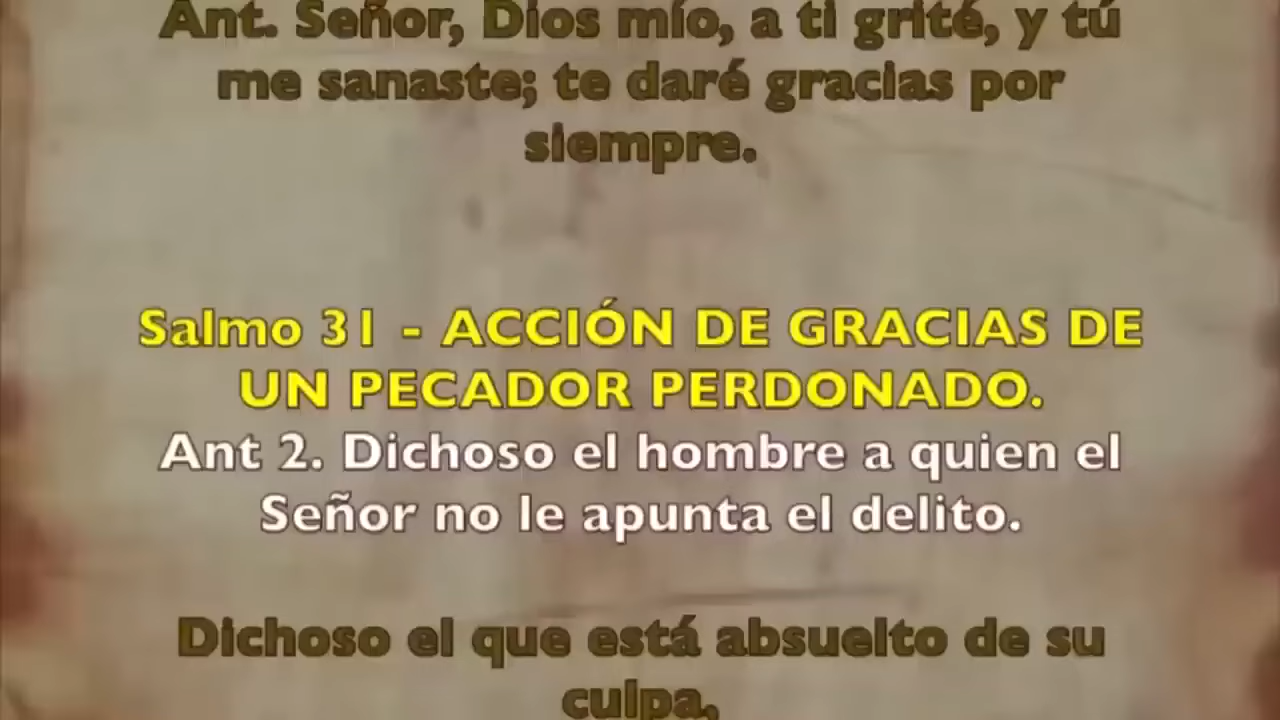 Ant. Señor, Dios mío, a ti grité, y tú
me sanaste; te daré gracias por
siempre.
Salmo 31 - ACCIÓN DE GRACIAS DE
UN PECADOR PERDONADO.
Ant 2. Dichoso el hombre a quien el
Señor no le apunta el delito.
Dichoso el que está absuelto de su
culpa,